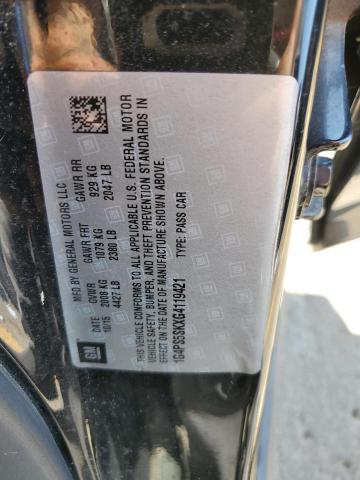 MFD BY GENERAL MOTORS LLC
DATE GVWR GAWR FRT GAWR RR
10/15 2008 KG 1079 KG 929 KG
4427 LB 2380 LB 2047 LB
THIS VEHICLE CONFORMS TO ALL APPLICABLE U.S. FEDERAL MOTOR
VEHICLE SAFETY, BUMPER, AND THEFT PREVENTION STANDARDS IN
EFFECT ON THE DATE OF MANUFACTURE SHOWN ABOVE.
1G4PS5SKXG4119421 TYPE: PASS CAR
GM